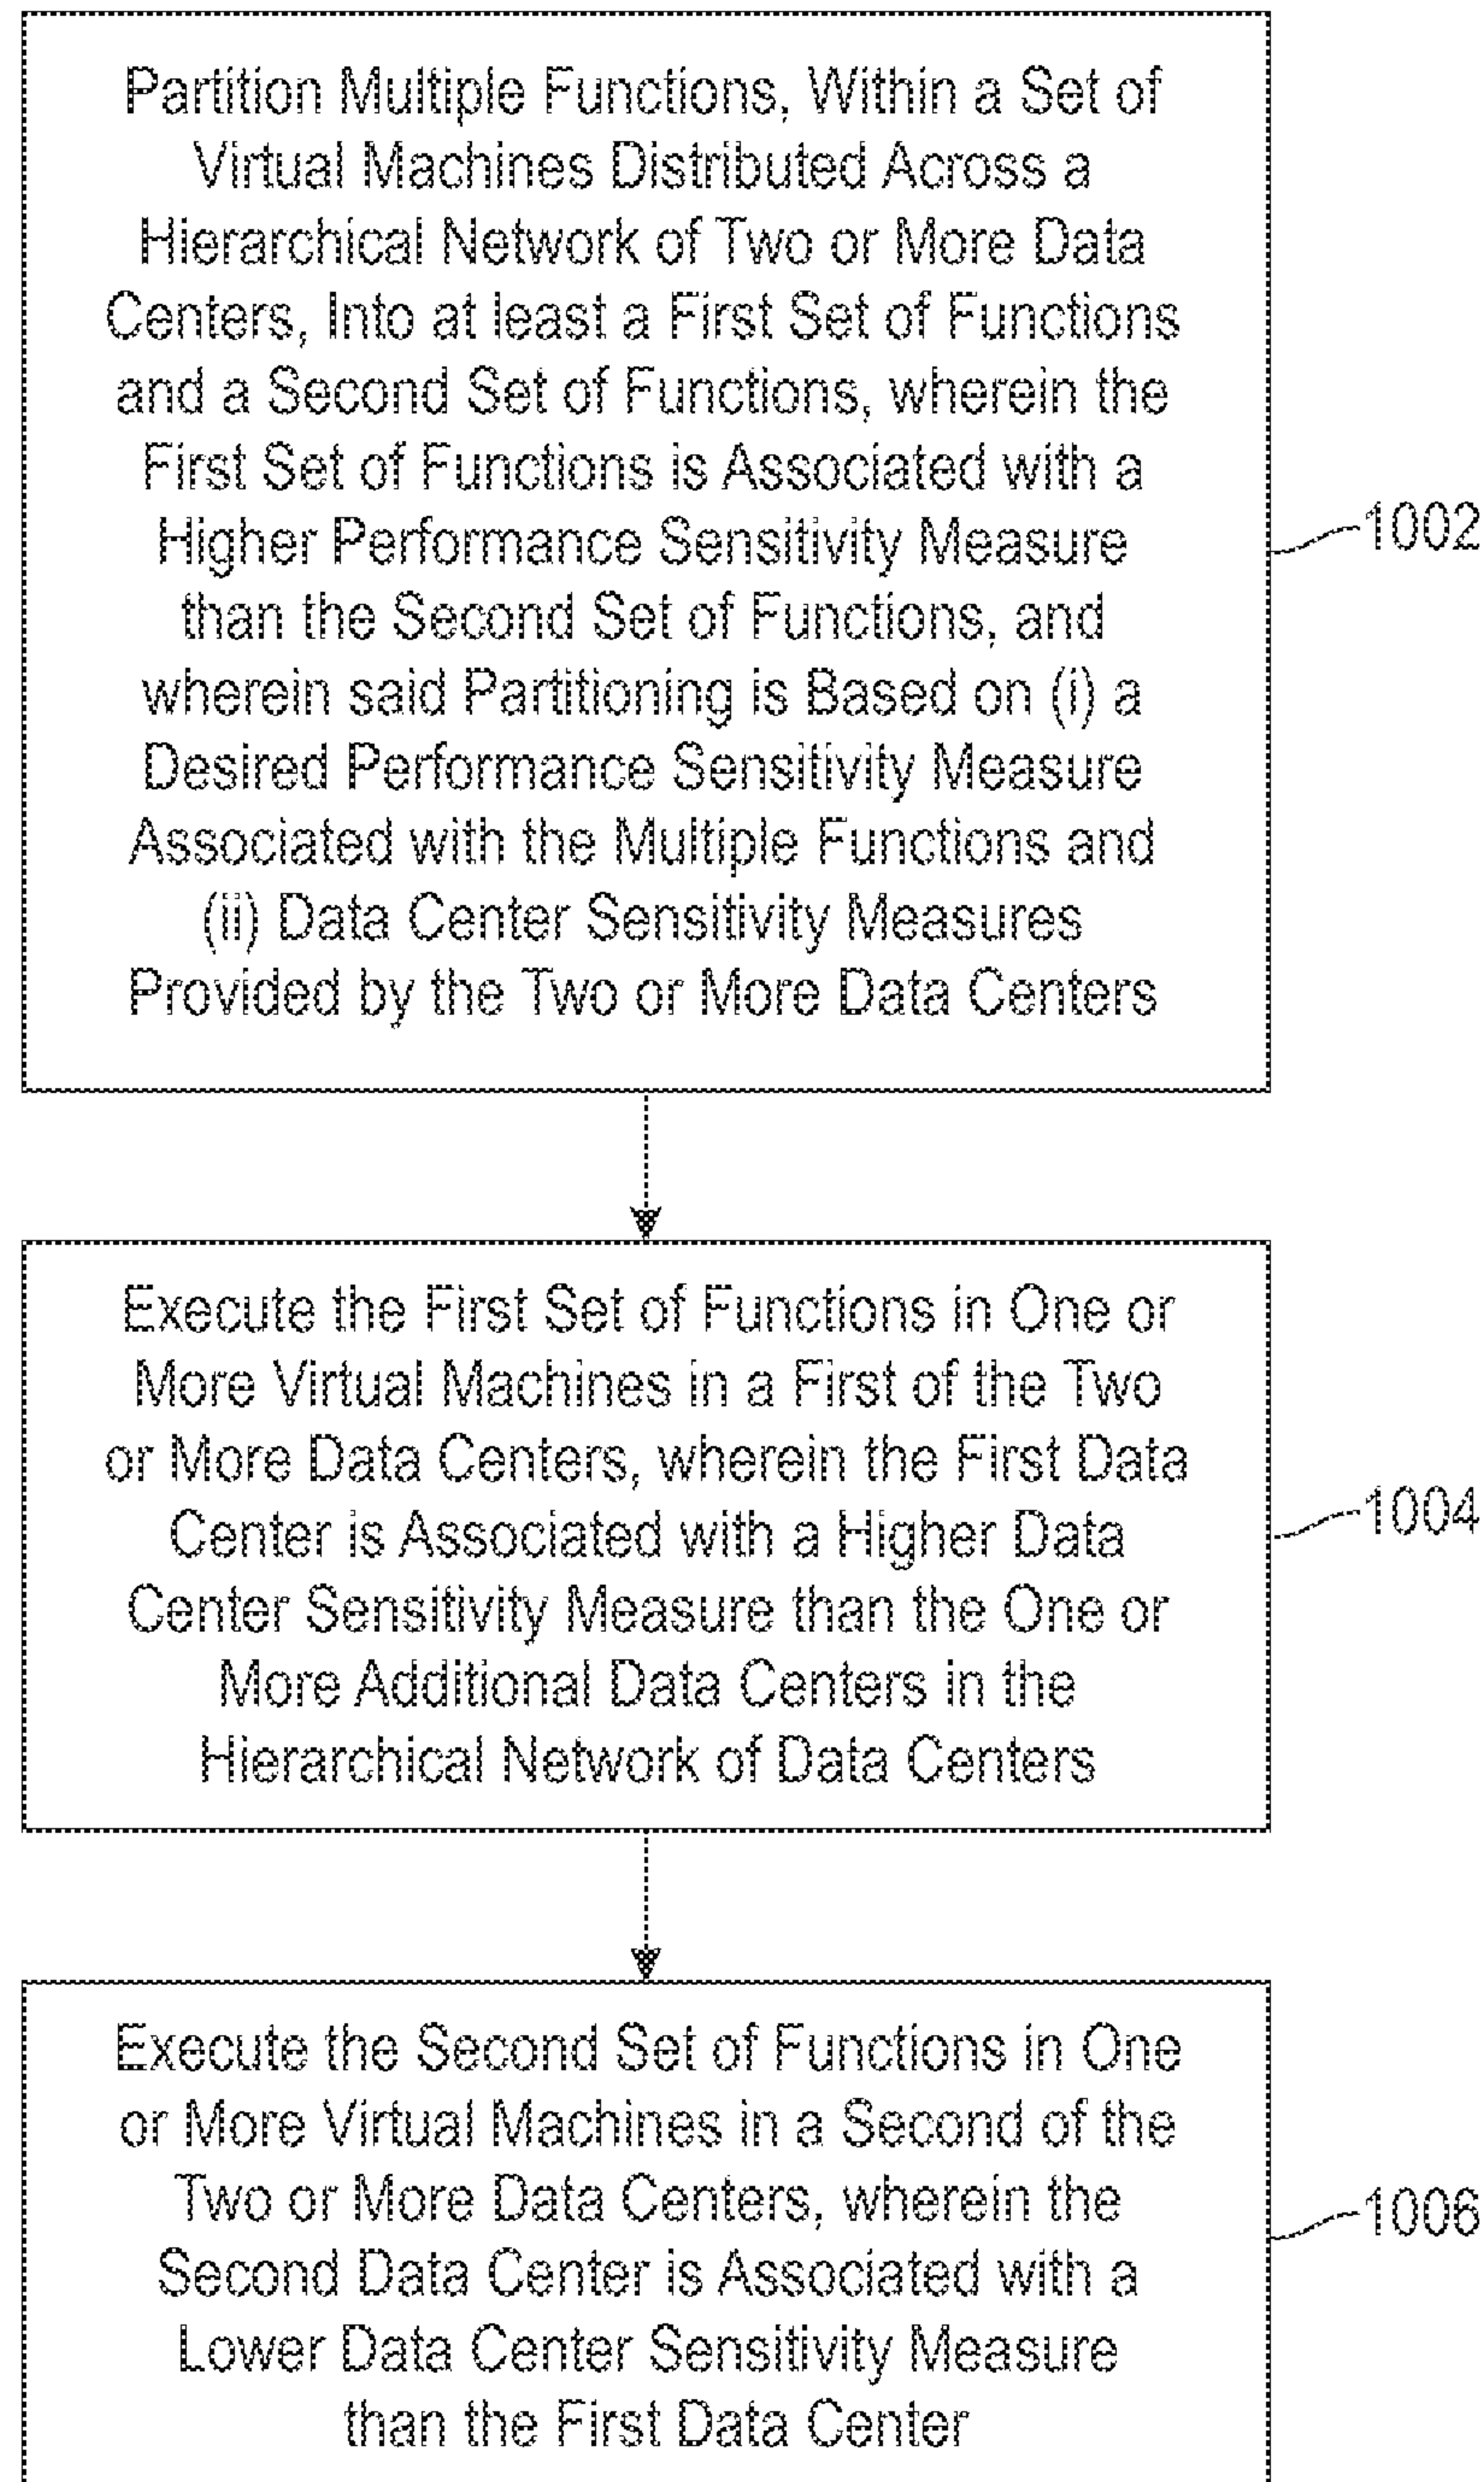 Partition Multiple Functions, Within a Set of
Virtual Machines Distributed Across a
Hierarchical Network of Two or More Data
Centers, Into at least a First Set of Functions
and a Second Set of Functions, wherein the
First Set of Functions is Associated with a
Higher Performance Sensitivity Measure
than the Second Set of Functions, and
wherein said Partitioning is Based on (i) a
Desired Performance Sensitivity Measure
Associated with the Multiple Functions and
(ii) Data Center Sensitivity Measures
Provided by the Two or More Data Centers
1002
Execute the First Set of Functions in One or
More Virtual Machines in a First of the Two
or More Data Centers, wherein the First Data
Center is Associated with a Higher Data
Center Sensitivity Measure than the One or
More Additional Data Centers in the
Hierarchical Network of Data Centers
1004
Execute the Second Set of Functions in One
or More Virtual Machines in a Second of the
Two or More Data Centers, wherein the
Second Data Center is Associated with a
Lower Data Center Sensitivity Measure
than the First Data Center
1006